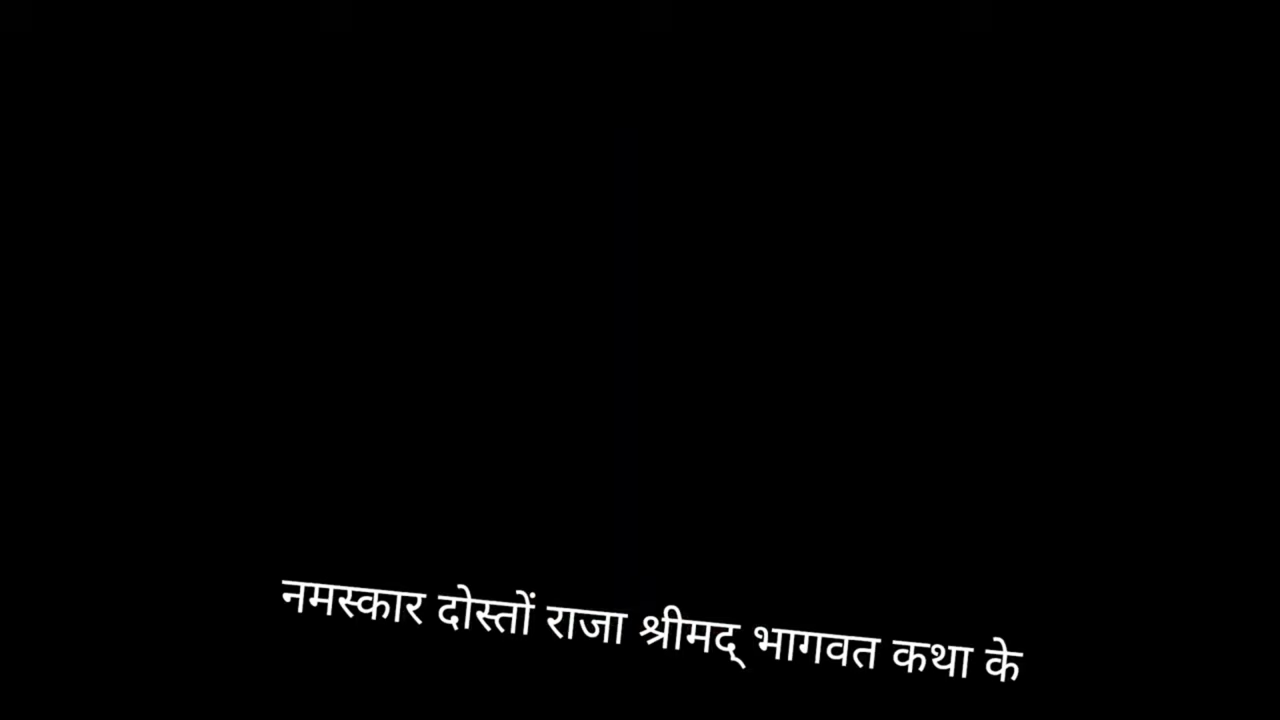 नमस्कार दोस्तों राजा श्रीमद् भागवत कथा के